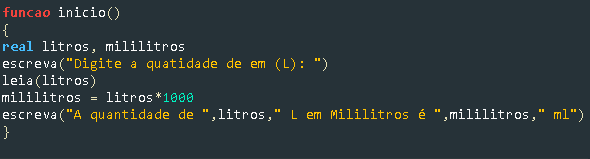 funcao inicio()
{
real litros, mililitros
escreva("Digite a quatidade de em (L): ")
leia(litros)
mililitros = litros*1000
escreva("A quantidade de ",litros," L em Mililitros é ",mililitros," ml")
}